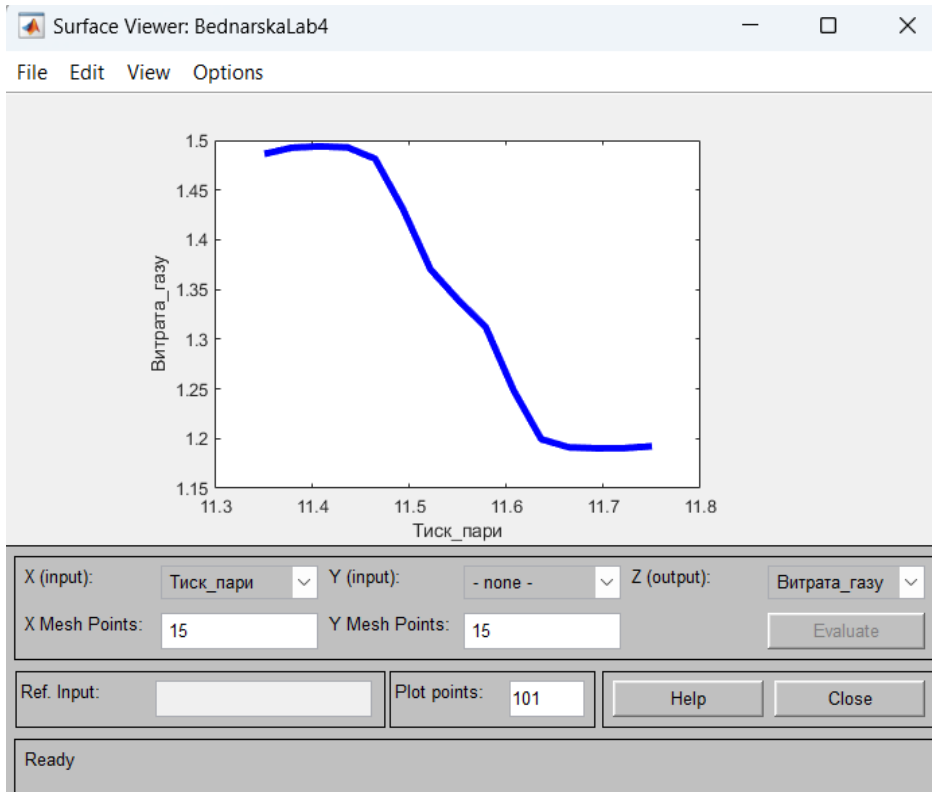 Surface Viewer: BednarskaLab4
File Edit View Options
1.5
1.45
1.4
1.35
1.3
1.25
1.2
1.15
Витрата_газу
11.3 11.4 11.5 11.6 11.7 11.8
Тиск_пари
X (input): Тиск_пари Y (input): - none - Z (output): Витрата_газу
X Mesh Points: 15 Y Mesh Points: 15 Evaluate
Ref. Input: Plot points: 101 Help Close
Ready